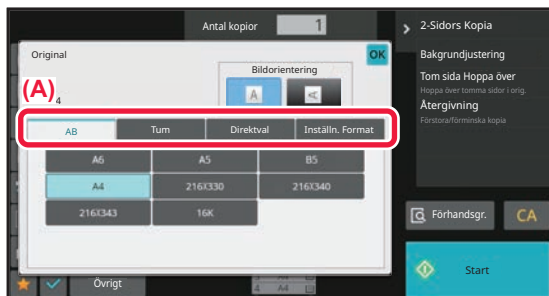 Antal kopior 1
Original
OK
Bildorientering
A A
(A)
4
AB Tum Direktval Inställn. Format
A6 A5 B5
A4 216X330 216X340
216X343 16K
Övrigt
4 A4
2-Sidors Kopia
Bakgrundjustering
Tom sida Hoppa över
Hoppa över tomma sidor i orig.
Återgivning
Förstora/förminska kopia
Förhandsgr. CA
Start